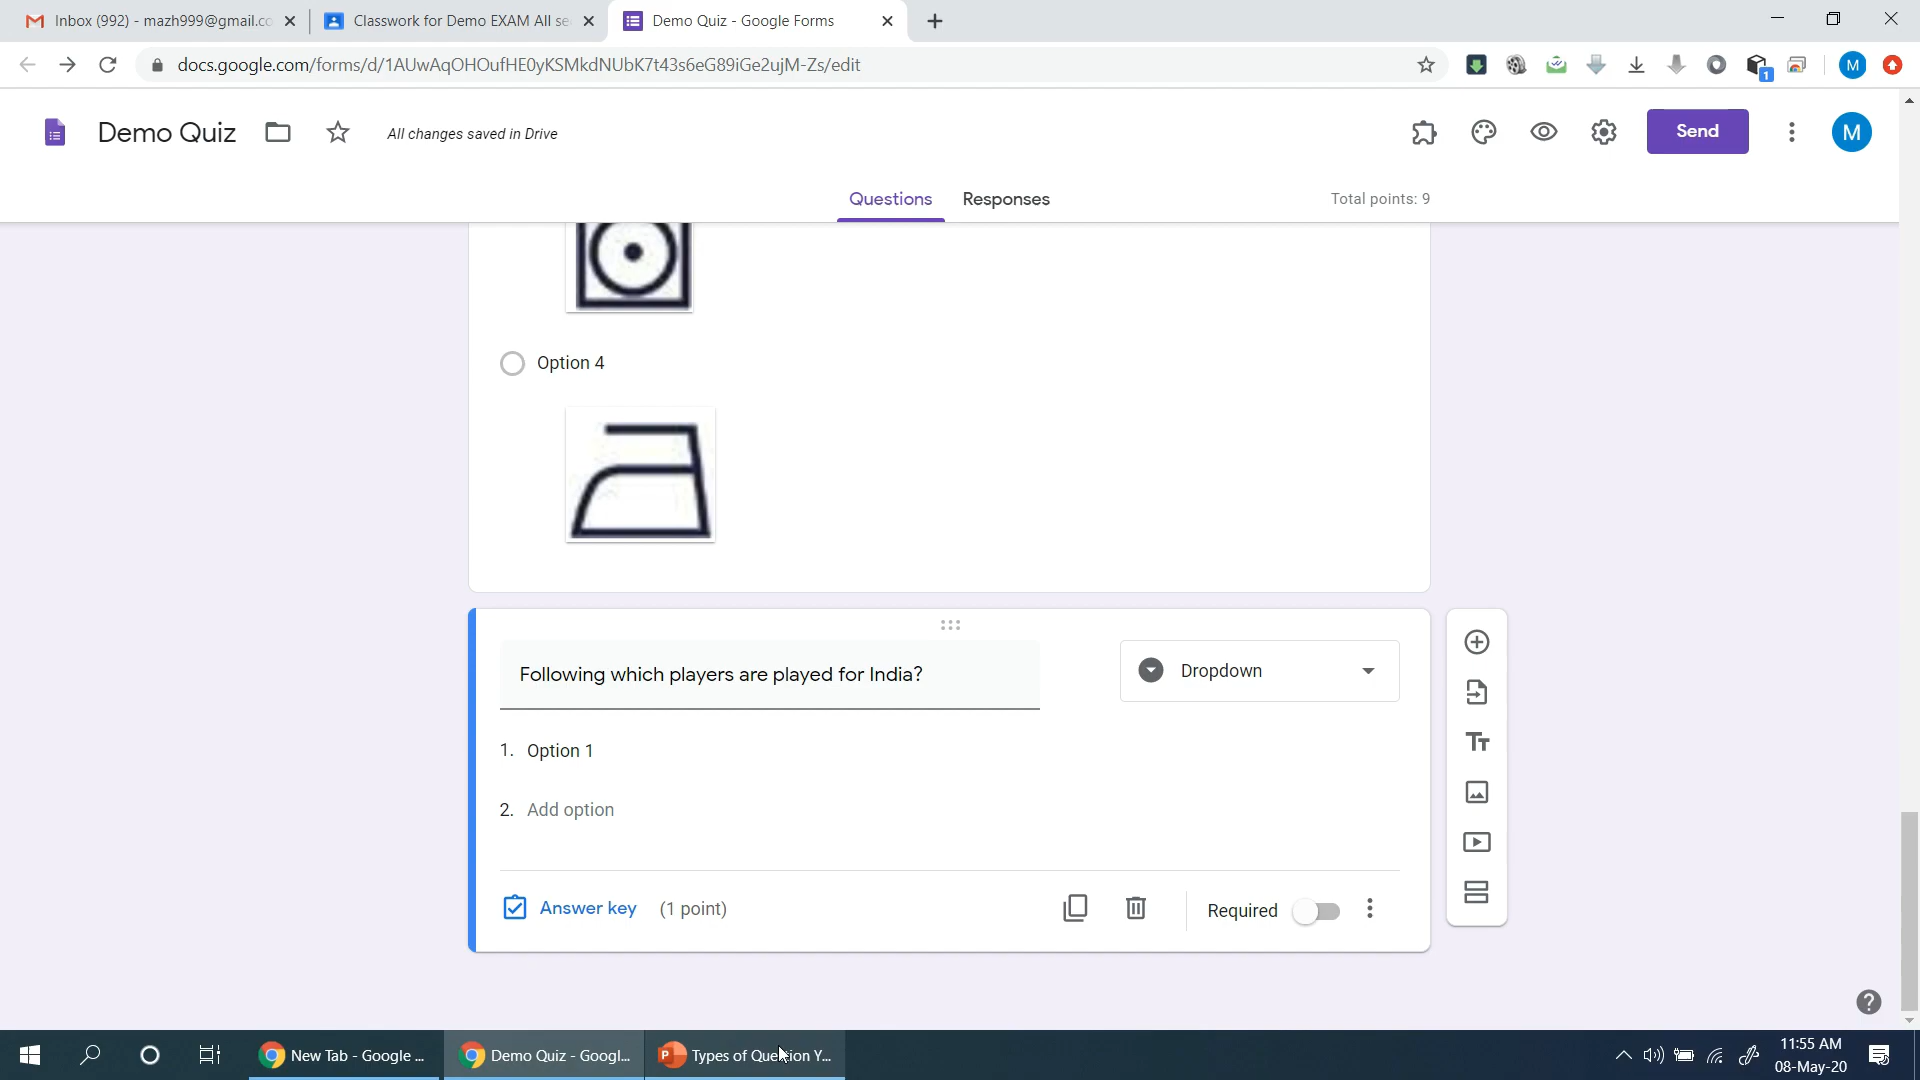 Inbox (992) - mazh999@gmail.co
Classwork for Demo EXAM All se
Demo Quiz - Google Forms
docs.google.com/forms/d/1AUwAqOHOufHE0yKSMkdNUbK7t43s6eG89iGe2ujM-Zs/edit
1
M
Demo Quiz
All changes saved in Drive
Send
M
Questions
Responses
Total points: 9
Option 4
Following which players are played for India?
Dropdown
1. Option 1
2. Add option
Tт
Answer key
(1 point)
Required
New Tab - Google ...
Demo Quiz - Googl...
Types of Question Y...
11:55 AM
08-May-20